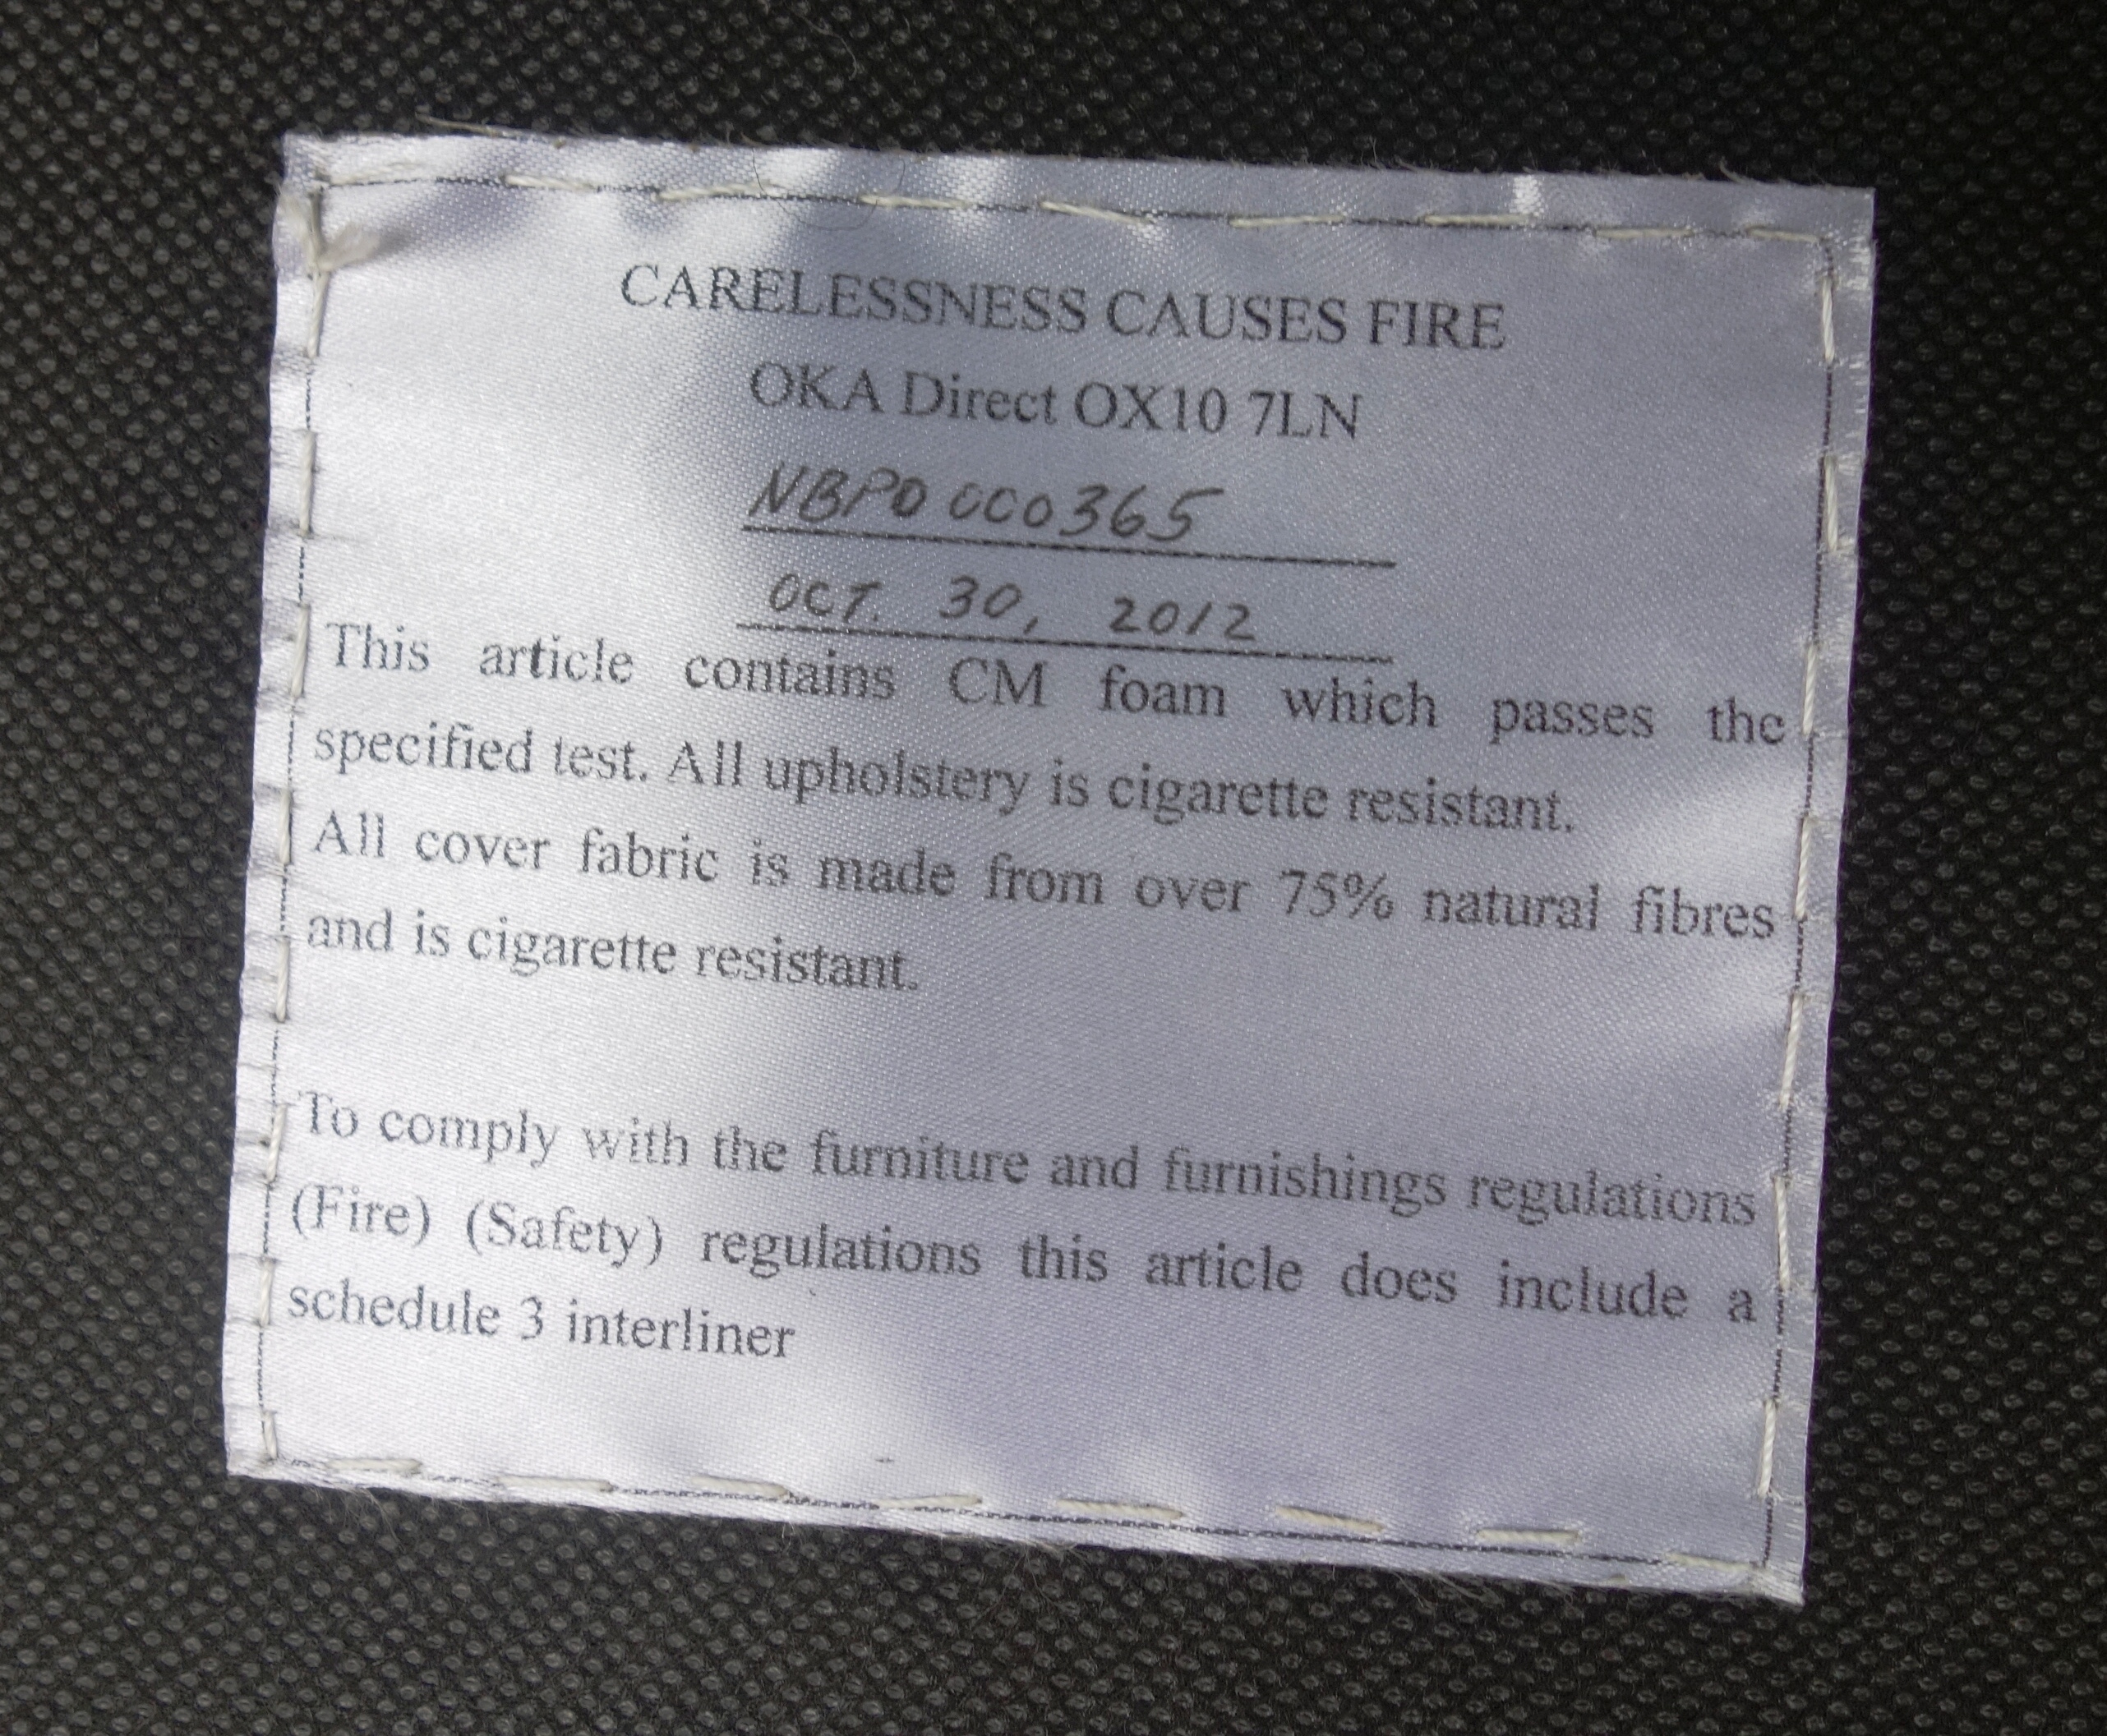 CARELESSNESS CAUSES FIRE
OKA Direct OX10 7LN
NBPO000365
OCT. 30, 2012
This article contains CM foam which passes the
specified test. All upholstery is cigarette resistant.
All cover fabric is made from over 75% natural fibres
and is cigarette resistant.
To comply with the furniture and furnishings regulations
(Fire) (Safety) regulations this article does include a
schedule 3 interliner